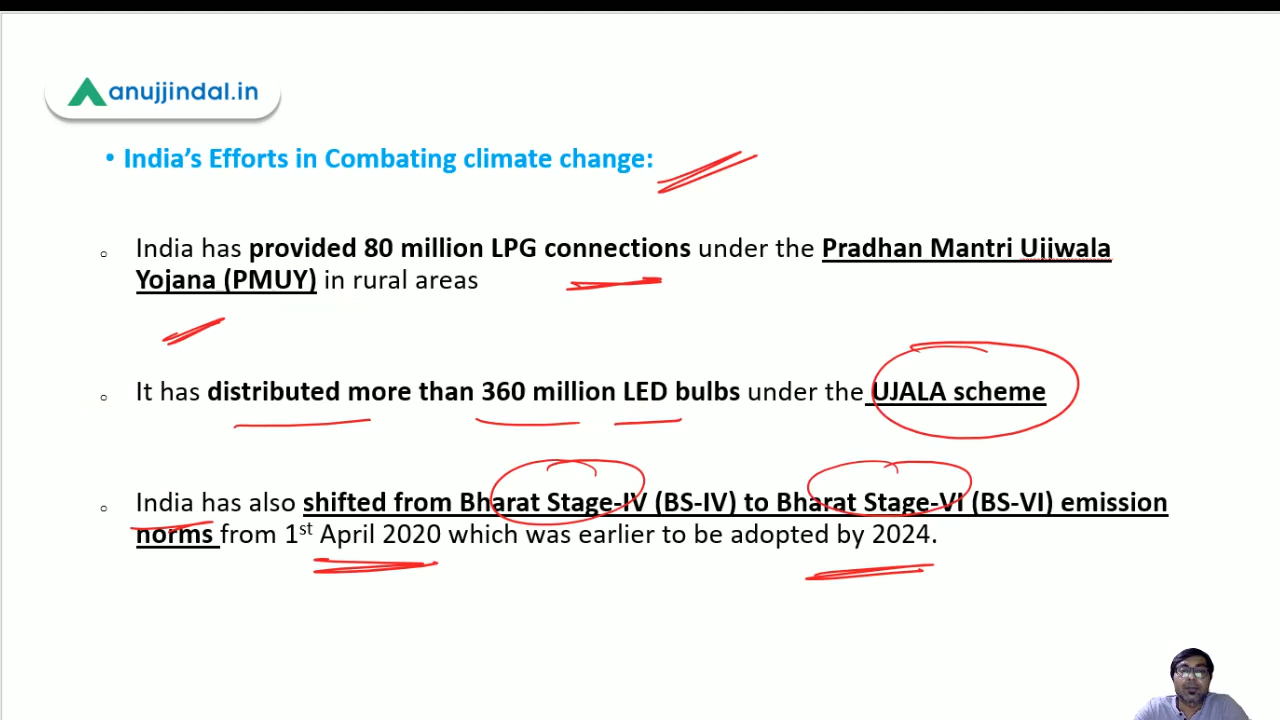 anujjindal.in
• India's Efforts in Combating climate change:
○ India has provided 80 million LPG connections under the Pradhan Mantri Ujjwala
Yojana (PMUY) in rural areas
○ It has distributed more than 360 million LED bulbs under the UJALA scheme
○ India has also shifted from Bharat Stage-IV (BS-IV) to Bharat Stage-VI (BS-VI) emission
norms from 1st April 2020 which was earlier to be adopted by 2024.